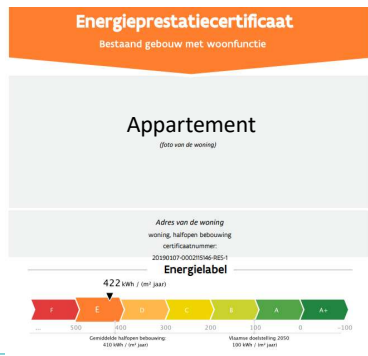 Energieprestatiecertificaat
Bestaand gebouw met woonfunctie
Appartement
(foto van de woning)
Adres van de woning
woning, halfopen bebouwing
certificaatnummer:
20190107-0002115146-RES-1
Energielabel
422 kWh / (m² jaar)
F E D C B A A+
... 500 400 300 200 100 0 -100
Gemiddelde halfopen bebouwing:
410 kWh / (m² jaar)
Vlaamse doelstelling 2050
100 kWh / (m² jaar)